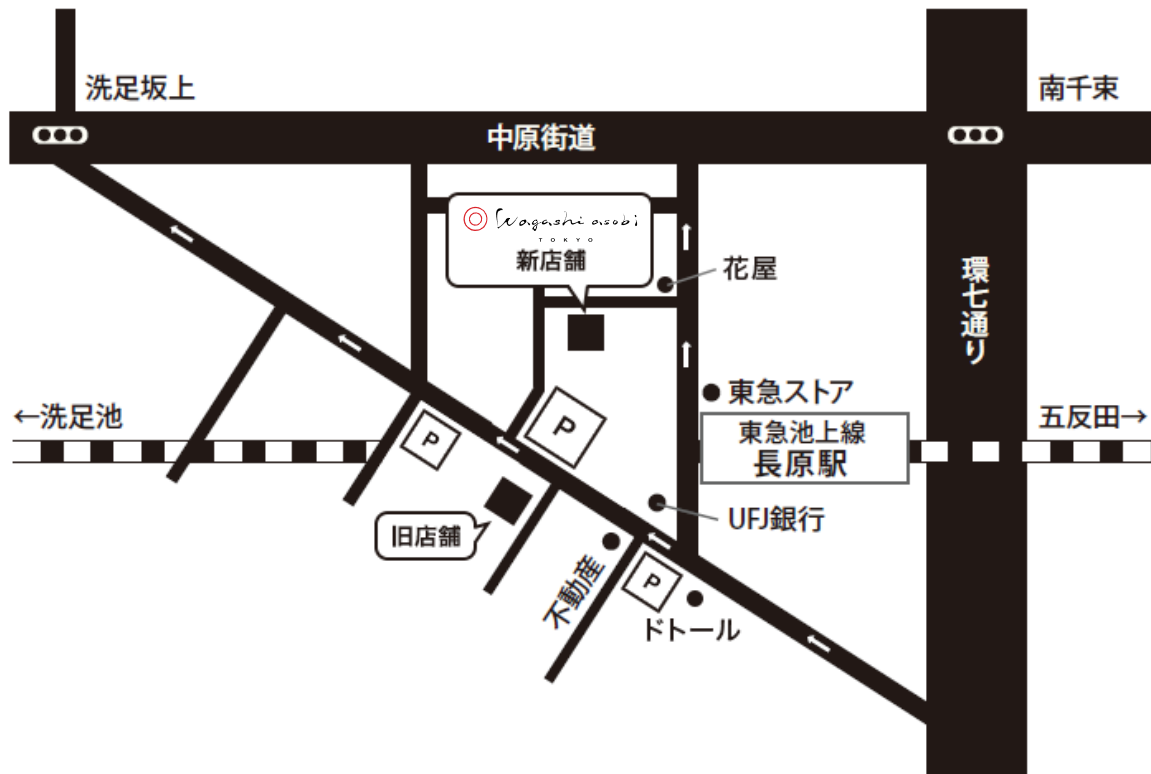 洗足坂上
南千束
中原街道
Wagashi asobi
TOKYO
新店舗
花屋
環七通り
東急ストア
←洗足池
五反田→
東急池上線
長原駅
P
P
UFJ銀行
旧店舗
不動産
P
ドトール